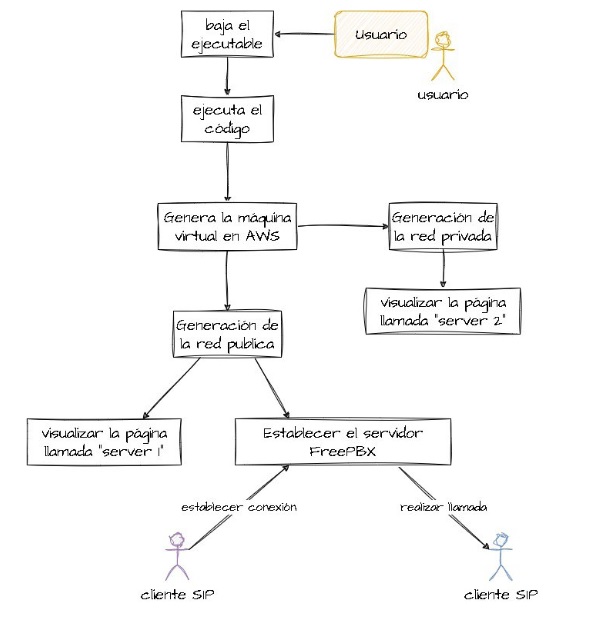 baja el
ejecutable
Usuario
usuario
ejecuta el
código
Genera la máquina
virtual en AWS
Generación de
la red privada
visualizar la página
llamada "server 2"
Generación de
la red publica
visualizar la página
llamada "server 1"
Establecer el servidor
FreePBX
establecer conexión
realizar llamada
cliente SIP
cliente SIP